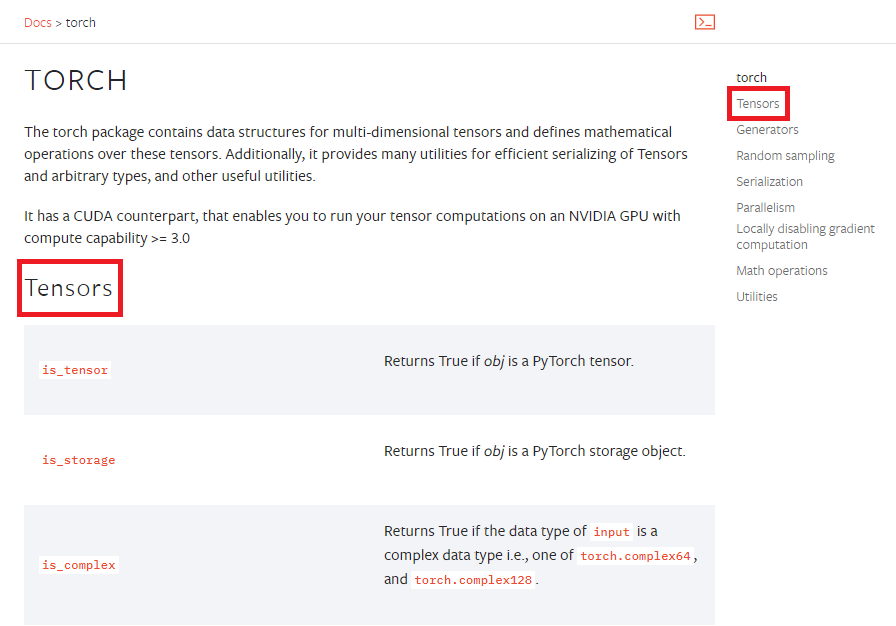 Docs > torch
TORCH
The torch package contains data structures for multi-dimensional tensors and defines mathematical
operations over these tensors. Additionally, it provides many utilities for efficient serializing of Tensors
and arbitrary types, and other useful utilities.
It has a CUDA counterpart, that enables you to run your tensor computations on an NVIDIA GPU with
compute capability >= 3.0
Tensors
is_tensor
Returns True if obj is a PyTorch tensor.
is_storage
Returns True if obj is a PyTorch storage object.
is_complex
Returns True if the data type of input is a
complex data type i.e., one of torch.complex64,
and torch.complex128.
torch
Tensors
Generators
Random sampling
Serialization
Parallelism
Locally disabling gradient
computation
Math operations
Utilities